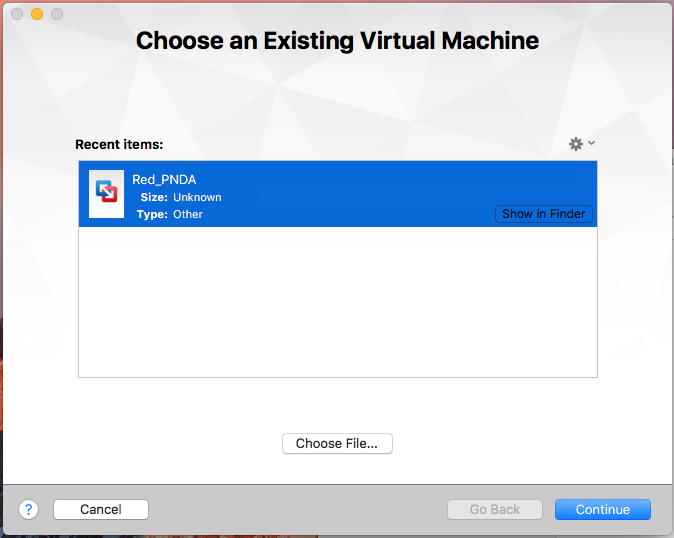 Choose an Existing Virtual Machine
Recent items:
Red_PNDA
Size: Unknown
Type: Other
Show in Finder
Choose File...
? Cancel Go Back Continue